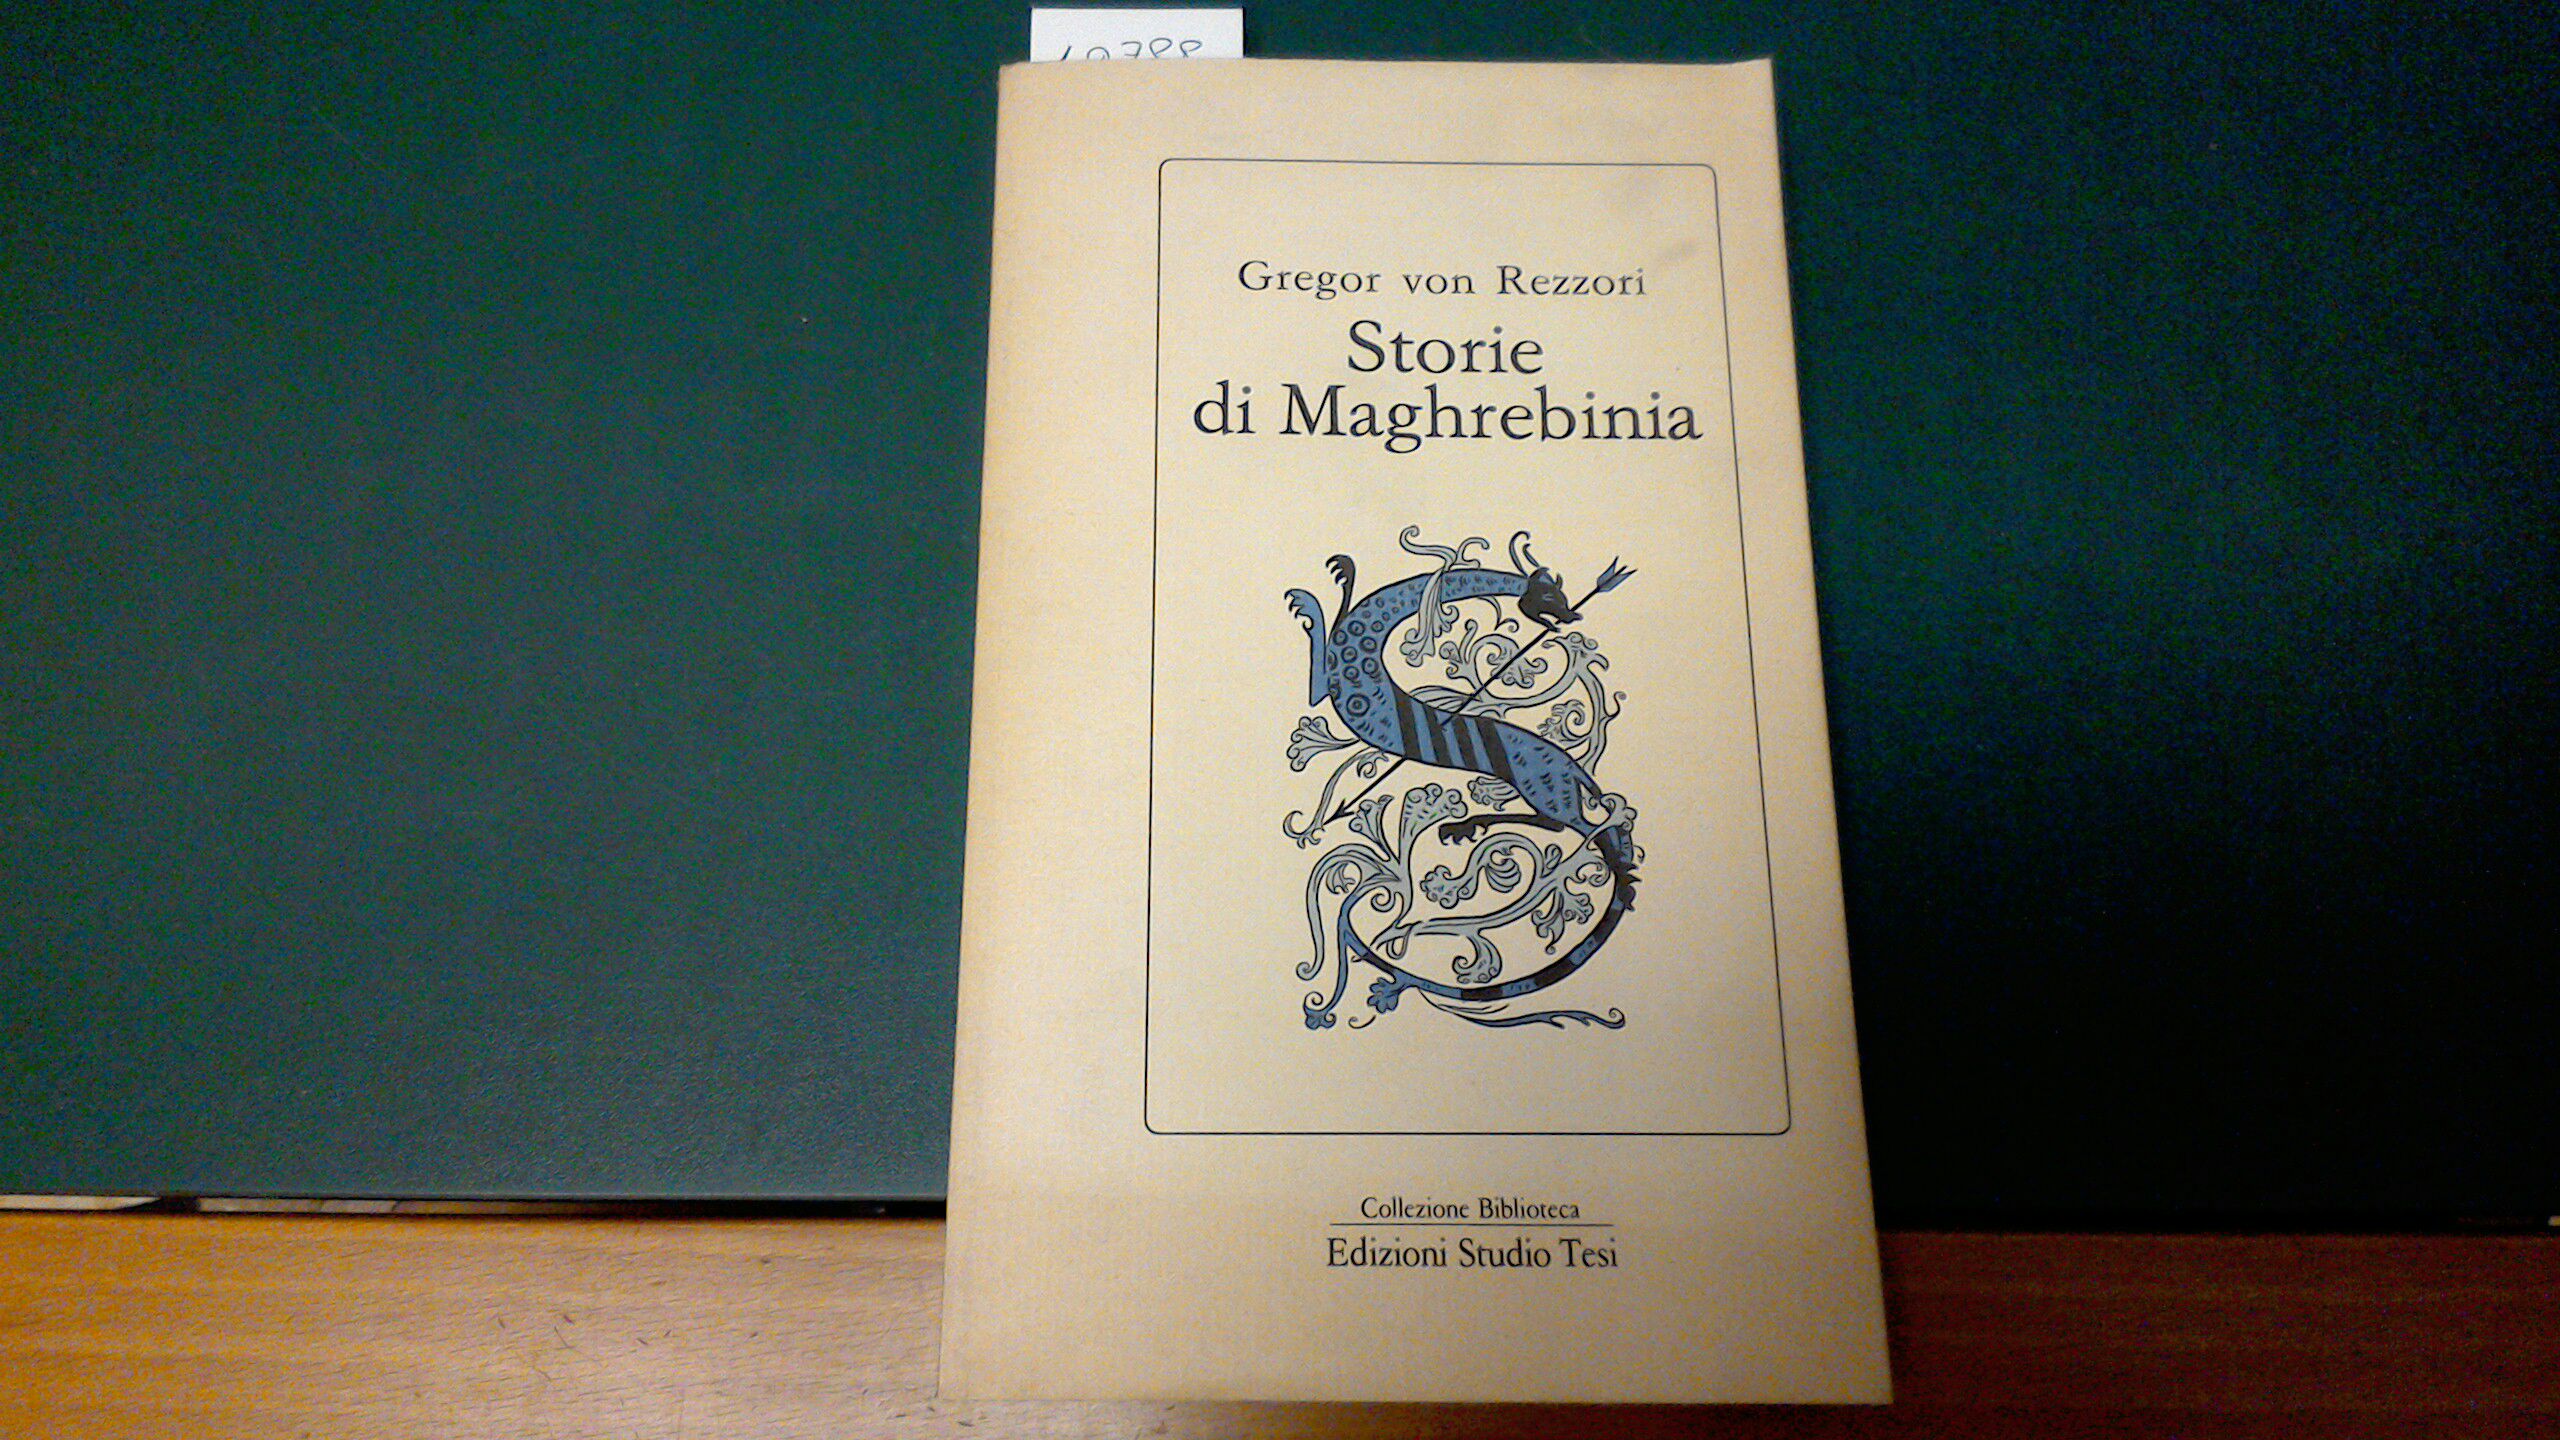 Gregor von Rezzori
Storie
di Maghrebinia
Collezione Biblioteca
Edizioni Studio Tesi